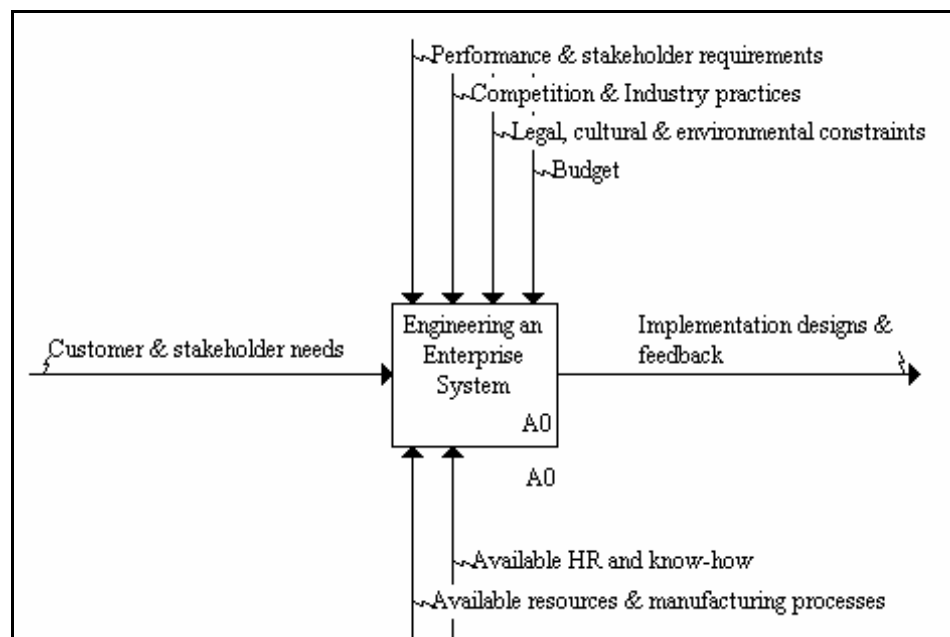 Performance & stakeholder requirements
Competition & Industry practices
Legal, cultural & environmental constraints
Budget
Customer & stakeholder needs
Engineering an
Enterprise
System
A0
Implementation designs &
feedback
A0
Available HR and know-how
Available resources & manufacturing processes